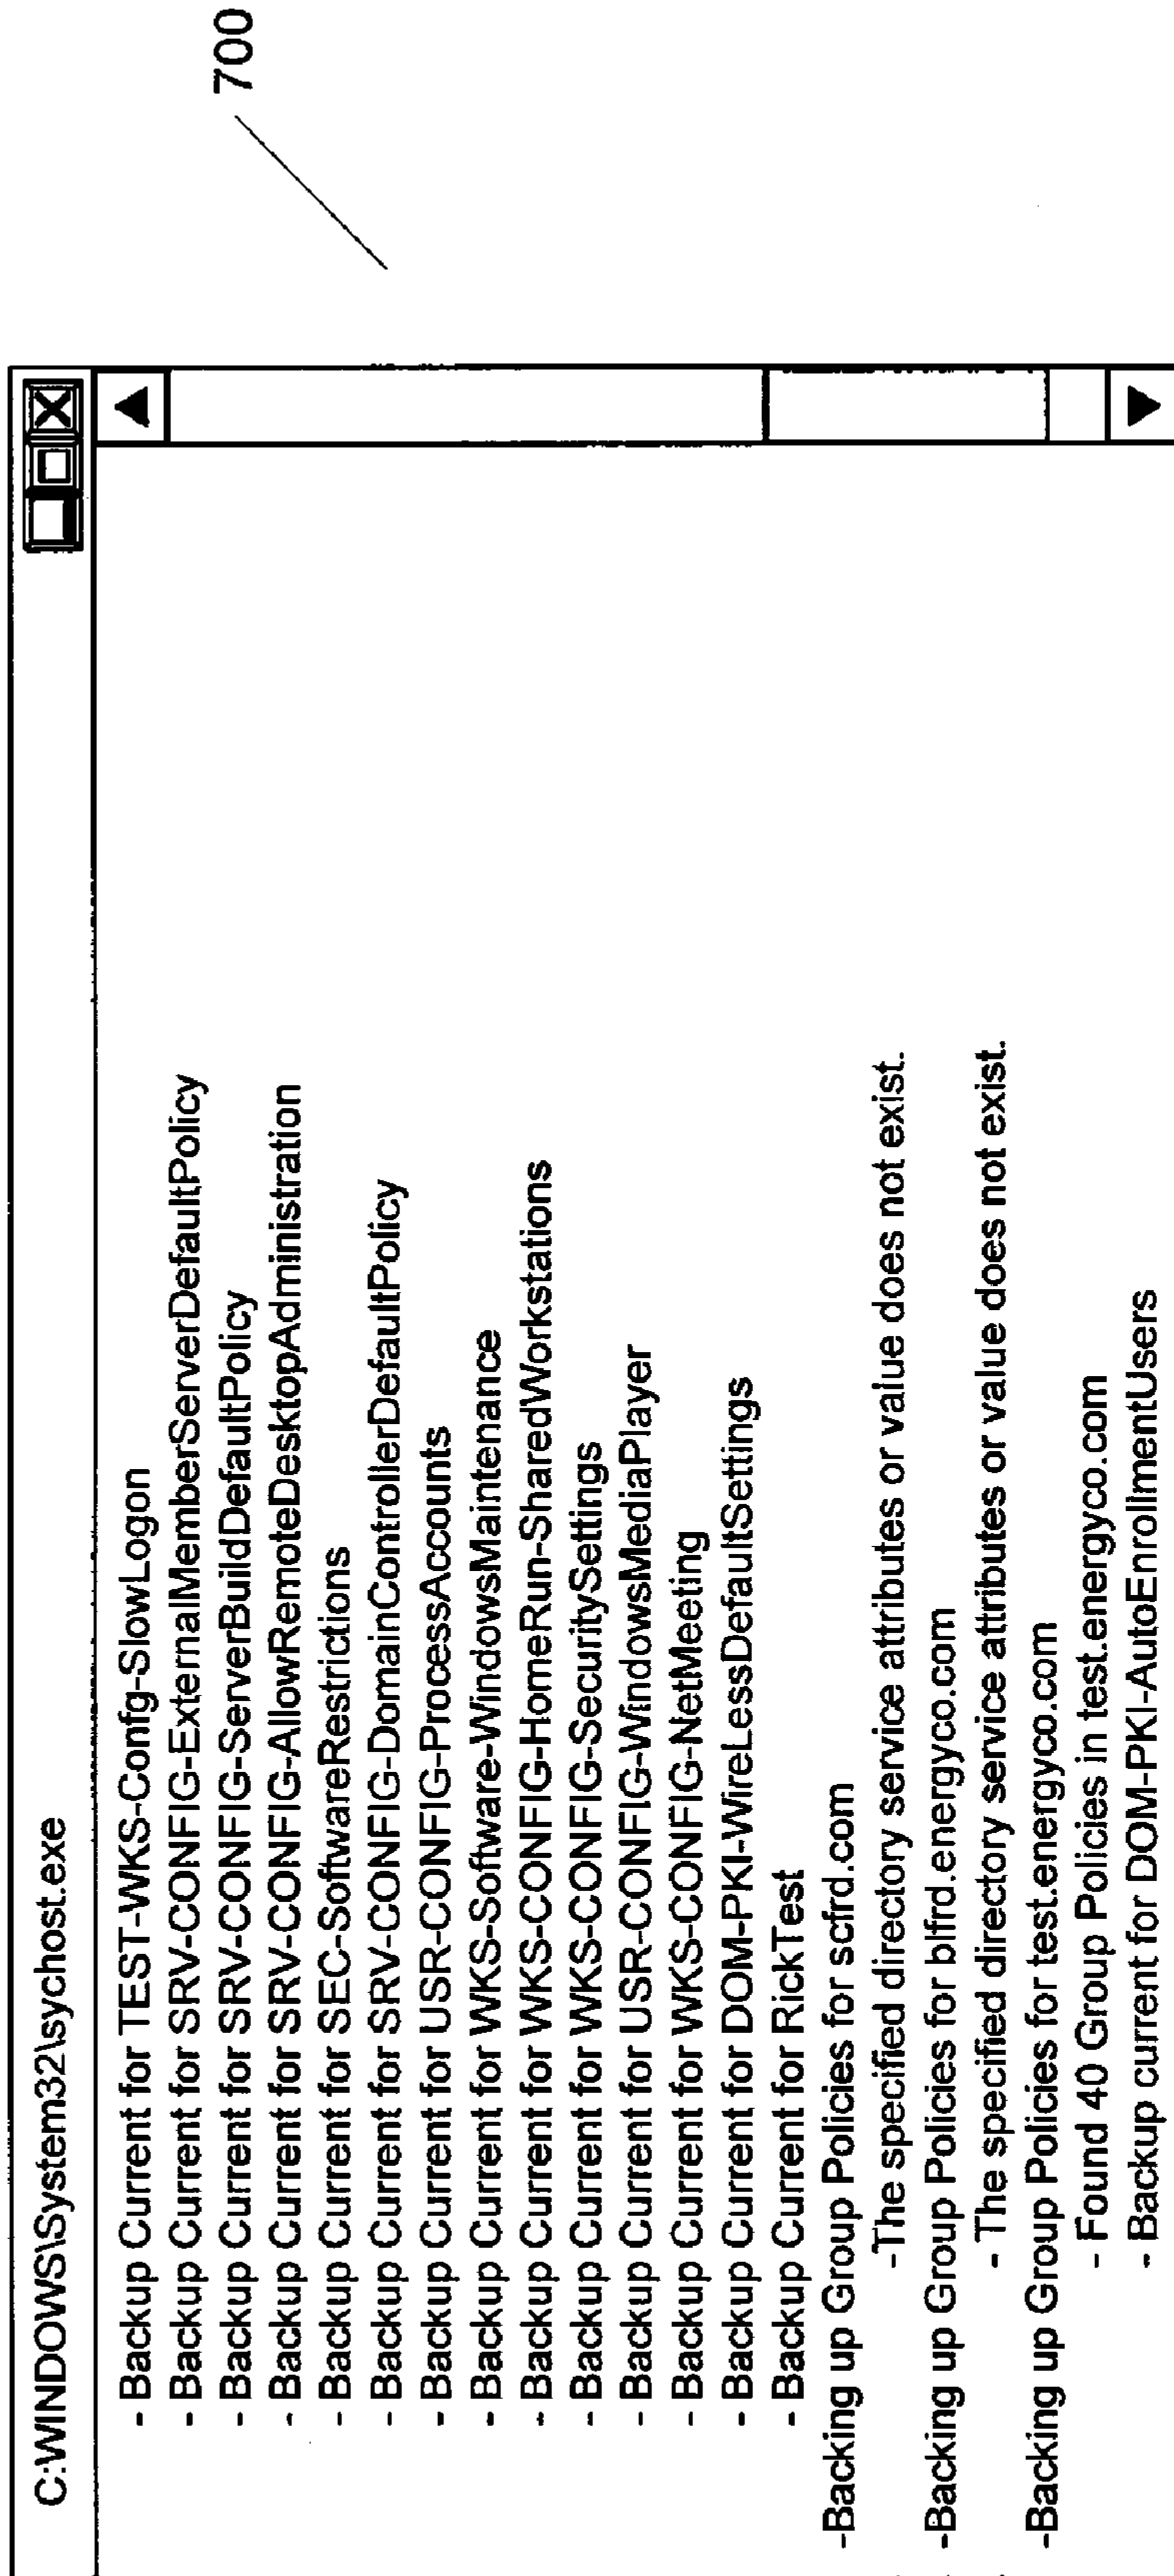 700
C:WINDOWS\System32\sychost.exe
- Backup Current for TEST-WKS-Confg-SlowLogon
- Backup Current for SRV-CONFIG-ExternalMemberServerDefaultPolicy
- Backup Current for SRV-CONFIG-ServerBuildDefaultPolicy
- Backup Current for SRV-CONFIG-AllowRemoteDesktopAdministration
- Backup Current for SEC-SoftwareRestrictions
- Backup Current for SRV-CONFIG-DomainControllerDefaultPolicy
- Backup Current for USR-CONFIG-ProcessAccounts
- Backup Current for WKS-Software-WindowsMaintenance
- Backup Current for WKS-CONFIG-HomeRun-SharedWorkstations
- Backup Current for WKS-CONFIG-SecuritySettings
- Backup Current for USR-CONFIG-WindowsMediaPlayer
- Backup Current for WKS-CONFIG-NetMeeting
- Backup Current for DOM-PKI-WireLessDefaultSettings
- Backup Current for RickTest
-Backing up Group Policies for scfrd.com
-The specified directory service attributes or value does not exist.
-Backing up Group Policies for blfrd.energyco.com
- The specified directory service attributes or value does not exist.
-Backing up Group Policies for test.energyco.com
- Found 40 Group Policies in test.energyco.com
- Backup current for DOM-PKI-AutoEnrollmentUsers